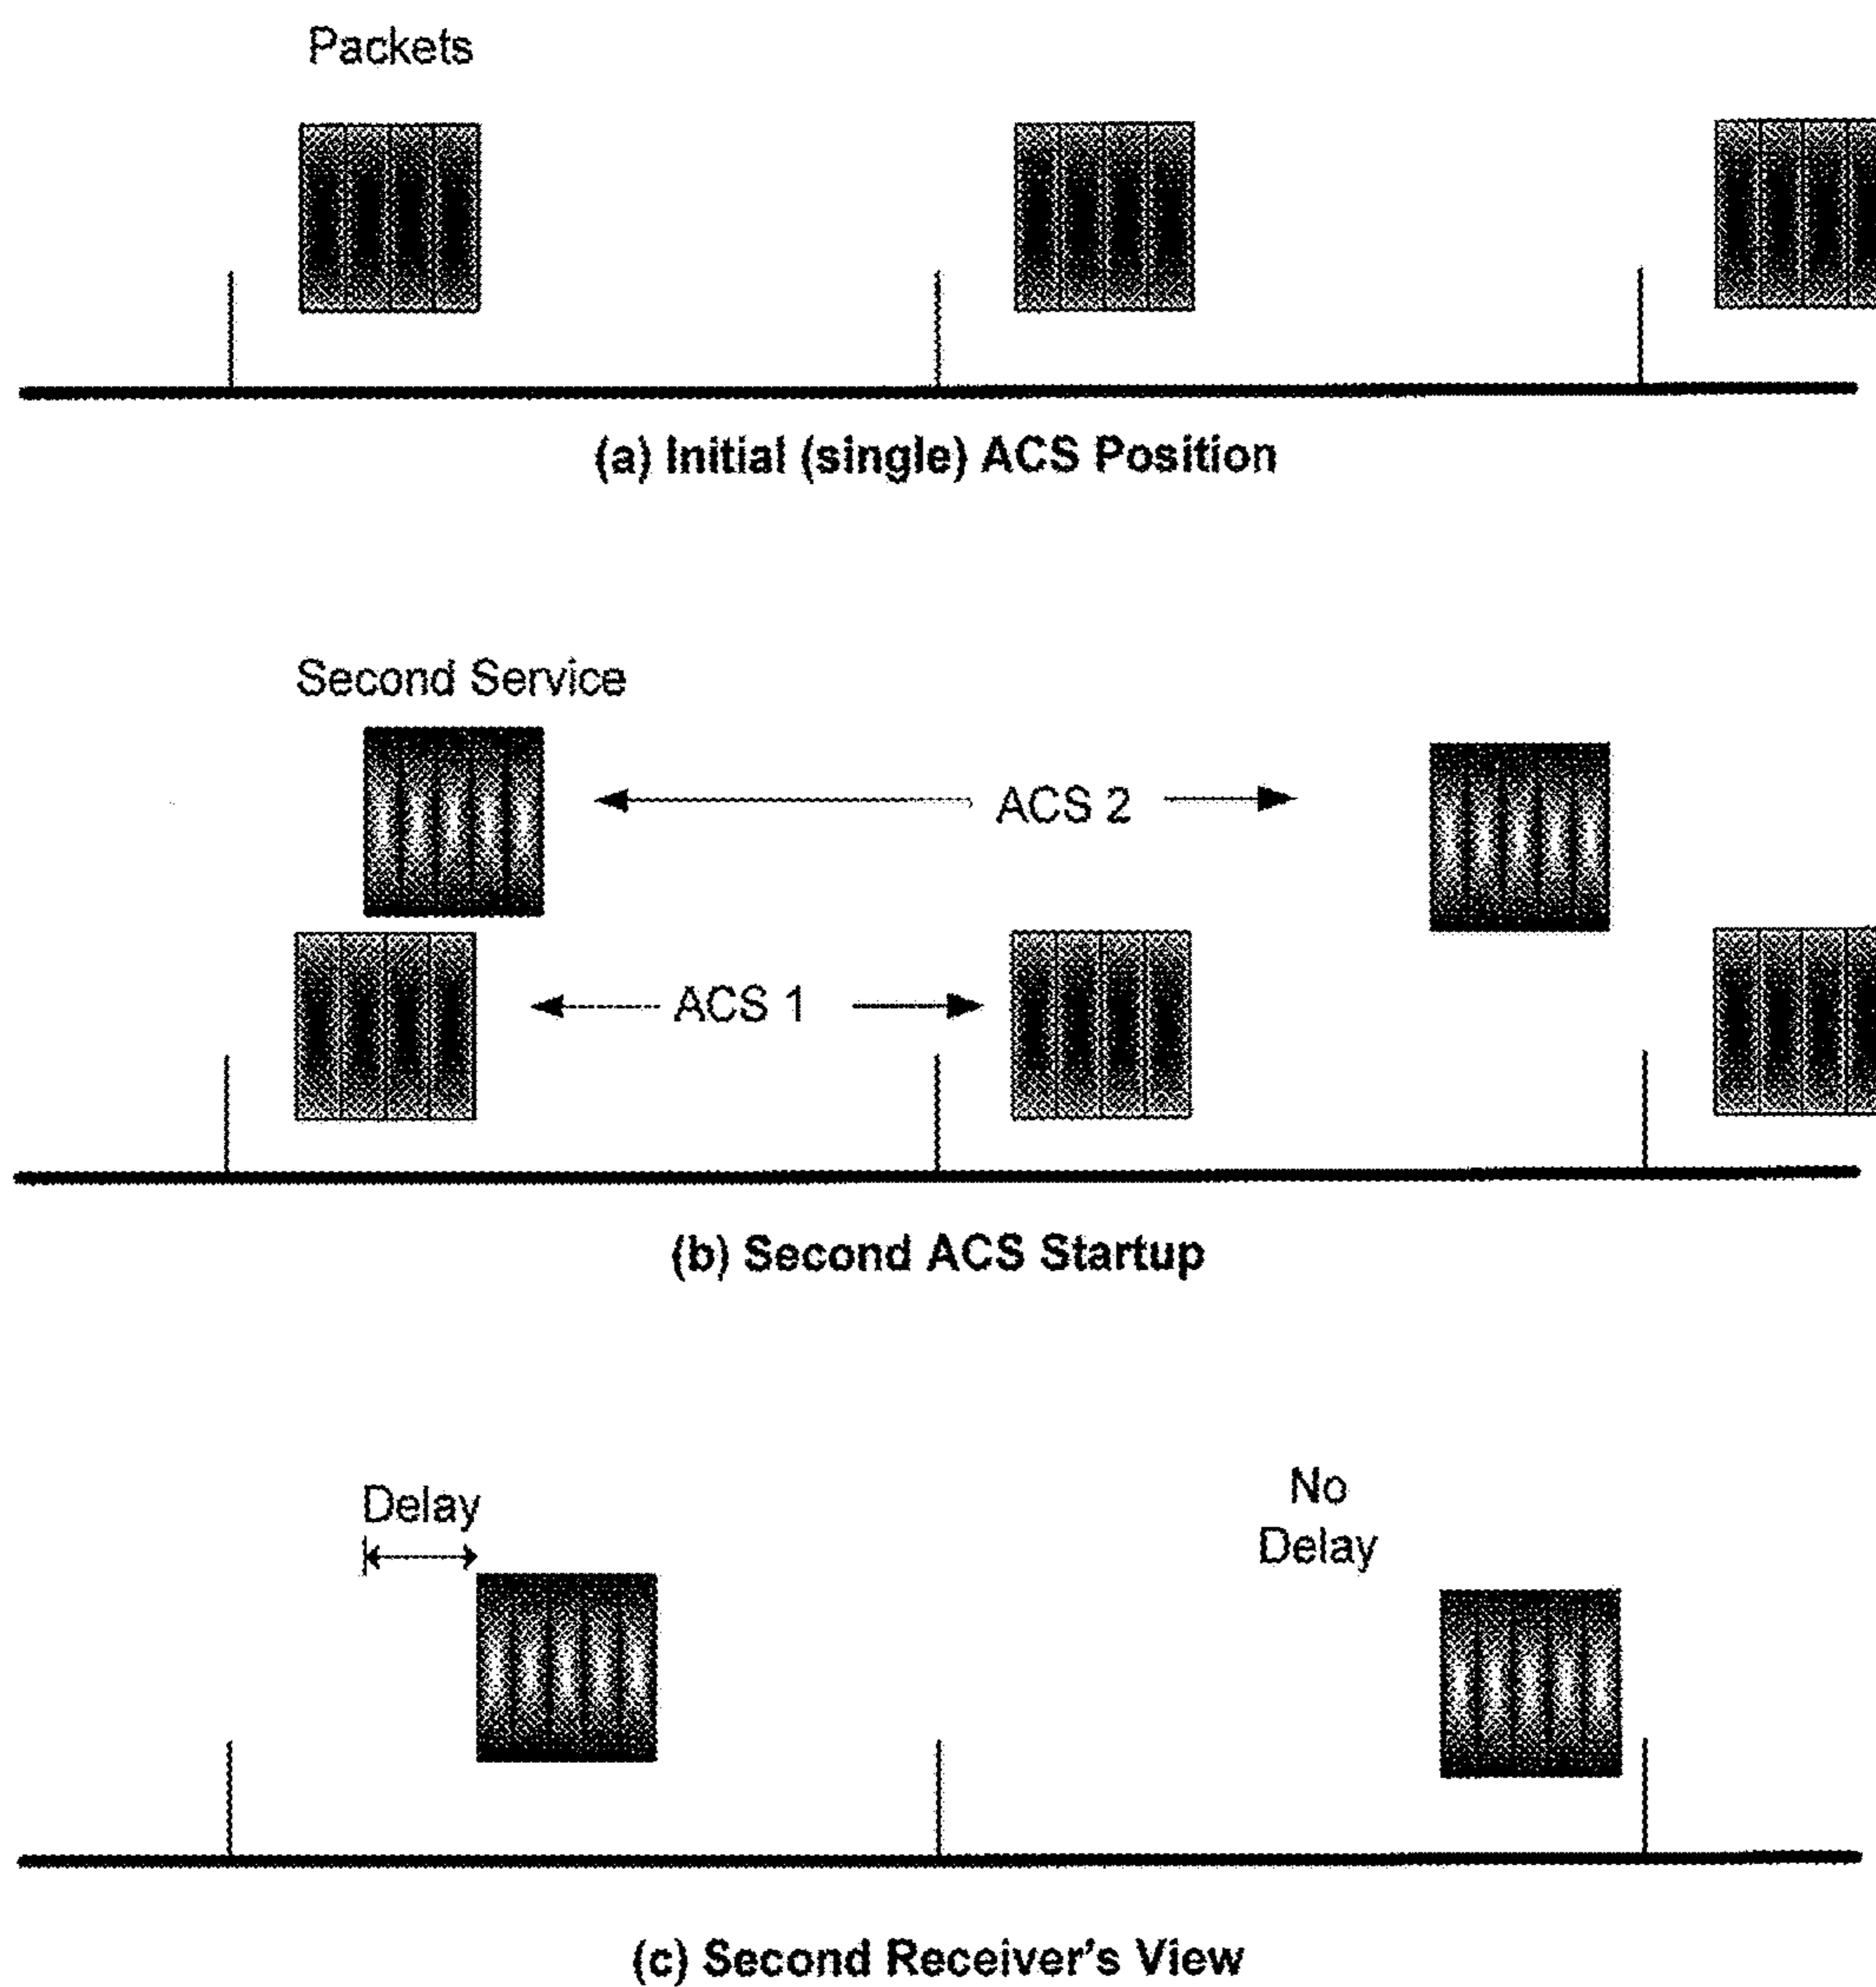 Packets
(a) Initial (single) ACS Position
Second Service
ACS 2
ACS 1
(b) Second ACS Startup
Delay
No
Delay
(c) Second Receiver's View